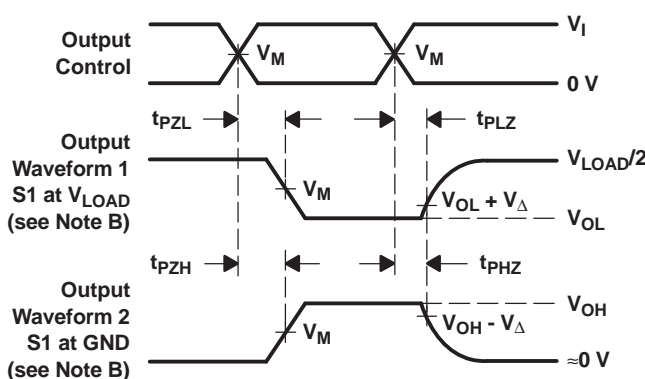 Output
Control
V_M
V_M
V_I
0 V
t_PZL
t_PLZ
Output
Waveform 1
S1 at V_LOAD
(see Note B)
V_M
V_LOAD/2
V_OL + V_Δ
V_OL
t_PZH
t_PHZ
Output
Waveform 2
S1 at GND
(see Note B)
V_M
V_OH
V_OH - V_Δ
≈0 V